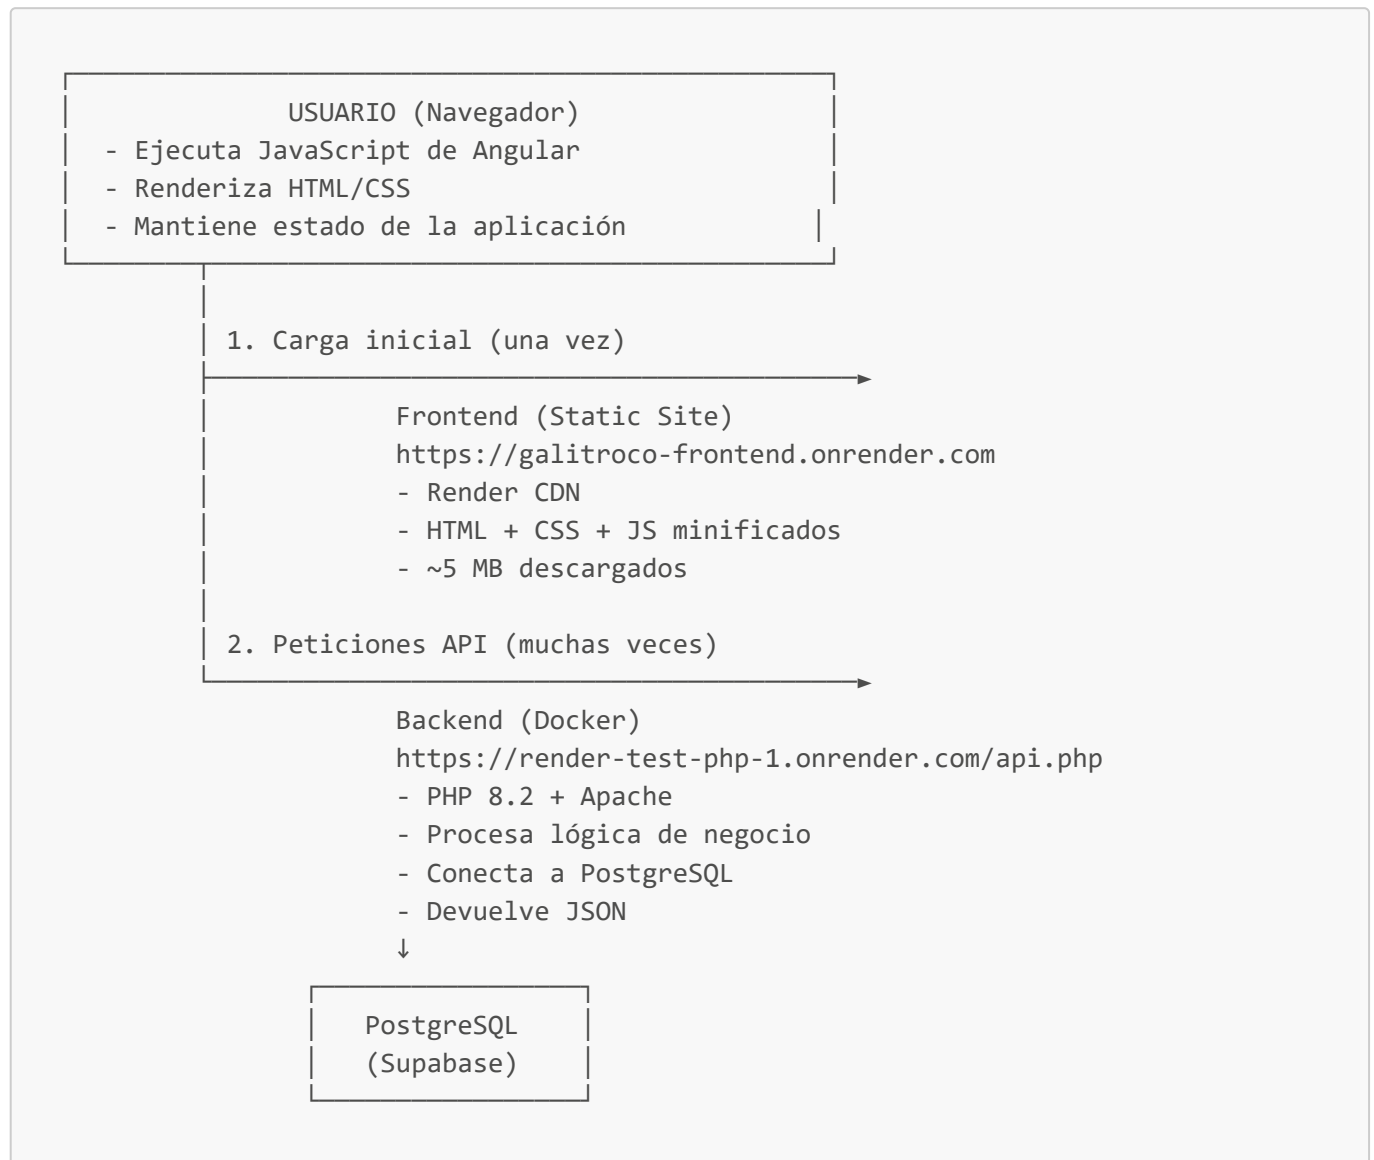 USUARIO (Navegador)
- Ejecuta JavaScript de Angular
- Renderiza HTML/CSS
- Mantiene estado de la aplicación
1. Carga inicial (una vez)
Frontend (Static Site)
https://galitroco-frontend.onrender.com
- Render CDN
- HTML + CSS + JS minificados
- ~5 MB descargados
2. Peticiones API (muchas veces)
Backend (Docker)
https://render-test-php-1.onrender.com/api.php
- PHP 8.2 + Apache
- Procesa lógica de negocio
- Conecta a PostgreSQL
- Devuelve JSON
↓
PostgreSQL
(Supabase)